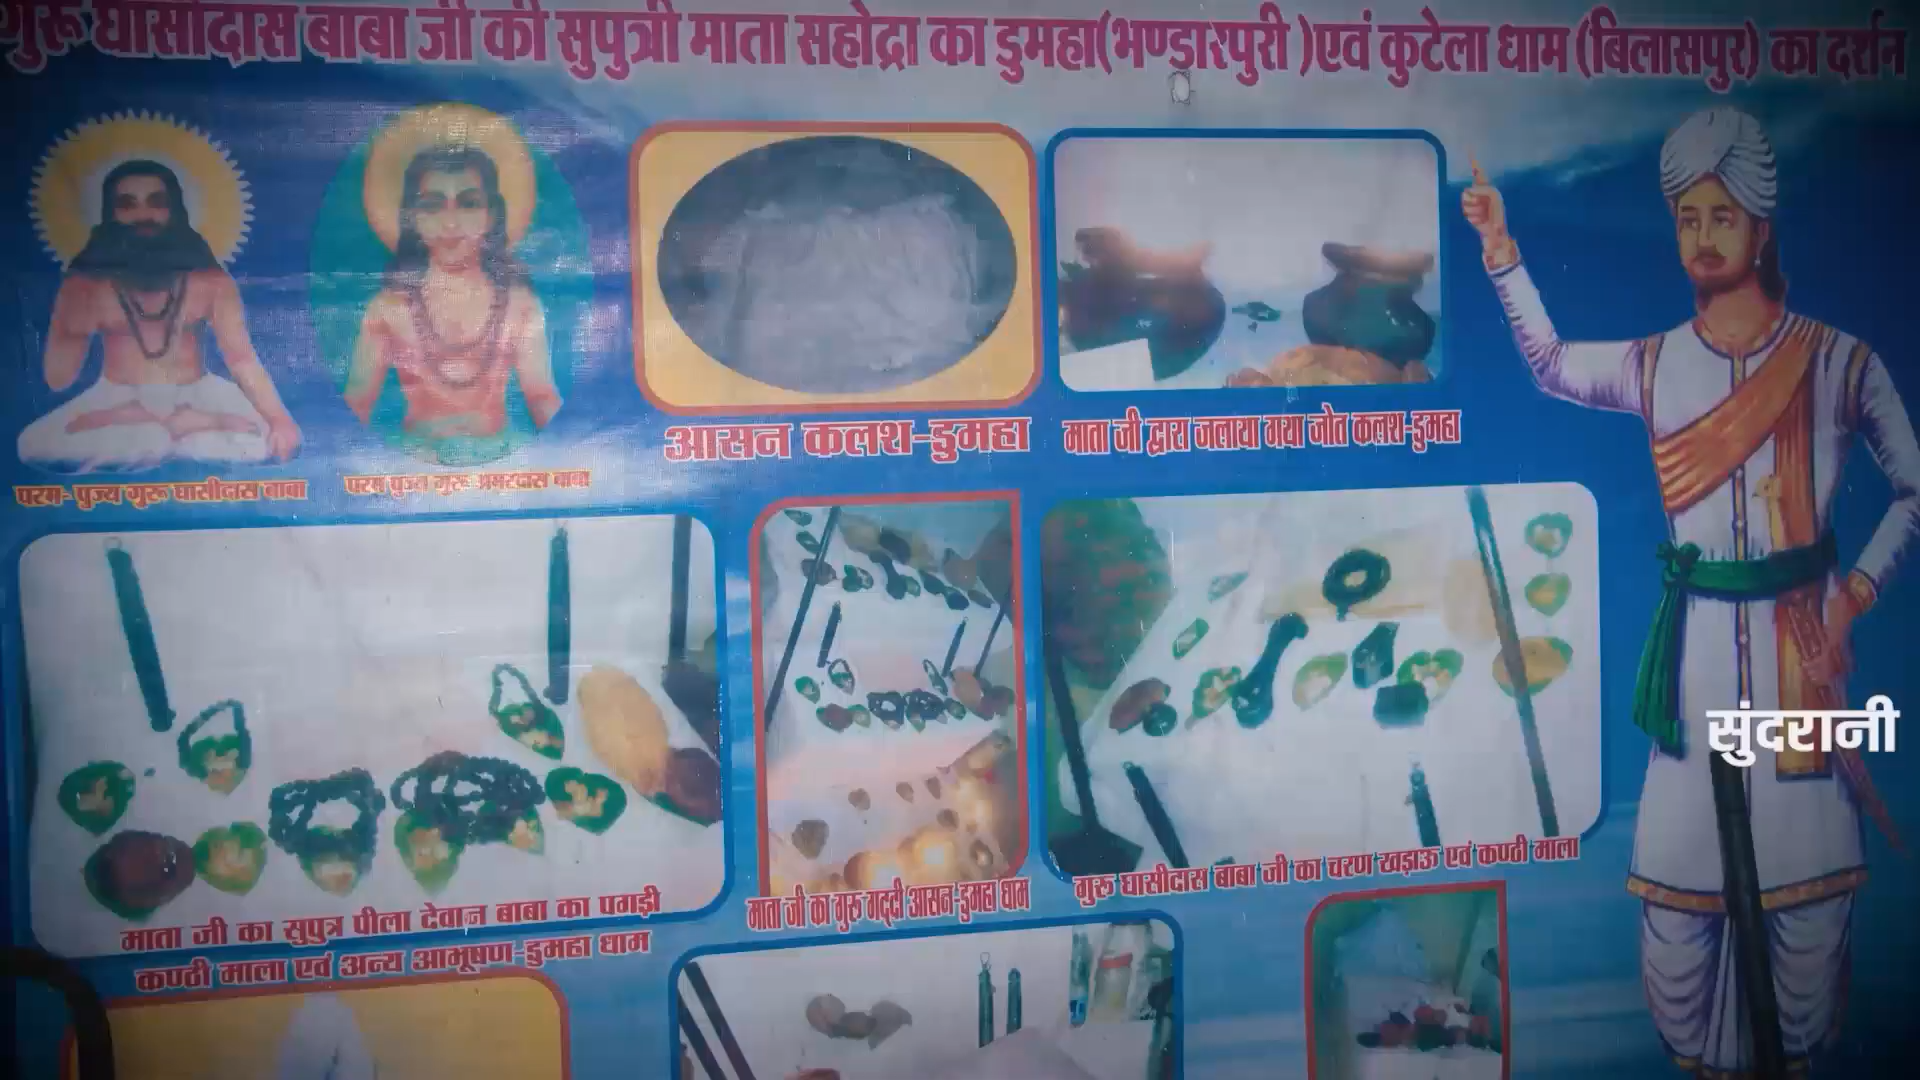 गुरू घासीदास बाबा जी की सुपुत्री माता सहोद्रा का डुमहा(भण्डारपुरी )एवं कुटेला धाम (बिलासपुर) का दर्शन
परम- पुज्य गुरू घासीदास बाबा
परम पुज्य गुरू अमरदास बाबा
आसन कलश-डुमहा
माता जी द्वारा जलाया गया जोत कलश-डुमहा
माता जी का सुपुत्र पीला देवान बाबा का पगड़ी
कण्ठी माला एवं अन्य आभूषण-डुमहा धाम
माता जी का गुरू गद्दी आसन-डुमहा धाम
गुरू घासीदास बाबा जी का चरण खड़ाऊ एवं कण्ठी माला
सुंदरानी